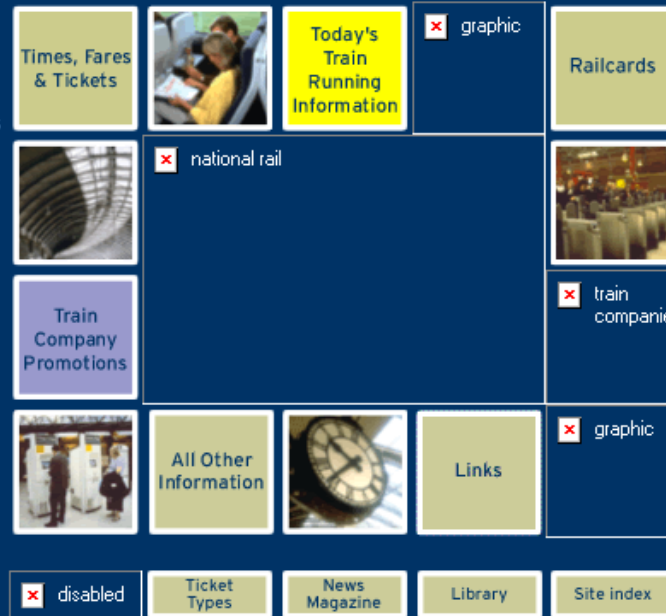 Times, Fares
& Tickets
Today's
Train
Running
Information
graphic
Railcards
national rail
Train
Company
Promotions
train
companie
All Other
Information
Links
graphic
disabled
Ticket
Types
News
Magazine
Library
Site index